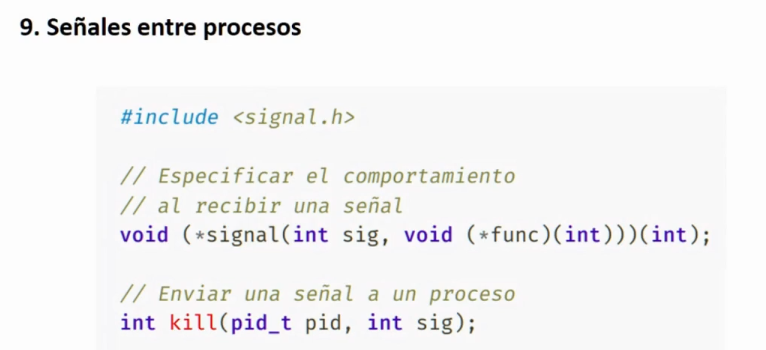 9. Señales entre procesos
#include <signal.h>
// Especificar el comportamiento
// al recibir una señal
void (*signal(int sig, void (*func)(int)))(int);
// Enviar una señal a un proceso
int kill(pid_t pid, int sig);